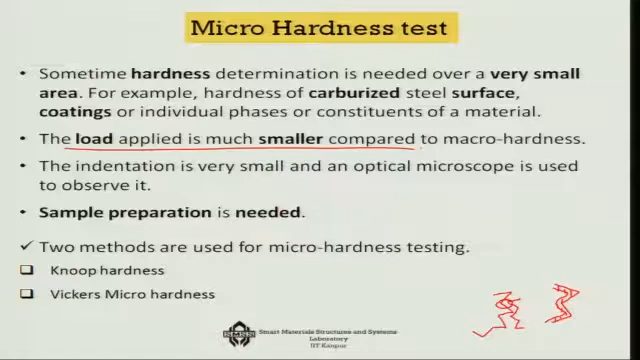 Micro Hardness test
• Sometime hardness determination is needed over a very small
area. For example, hardness of carburized steel surface,
coatings or individual phases or constituents of a material.
• The load applied is much smaller compared to macro-hardness.
• The indentation is very small and an optical microscope is used
to observe it.
• Sample preparation is needed.
✓ Two methods are used for micro-hardness testing.
❑ Knoop hardness
❑ Vickers Micro hardness
SMSS
Smart Materials Structures and Systems
Laboratory
IIT Kanpur